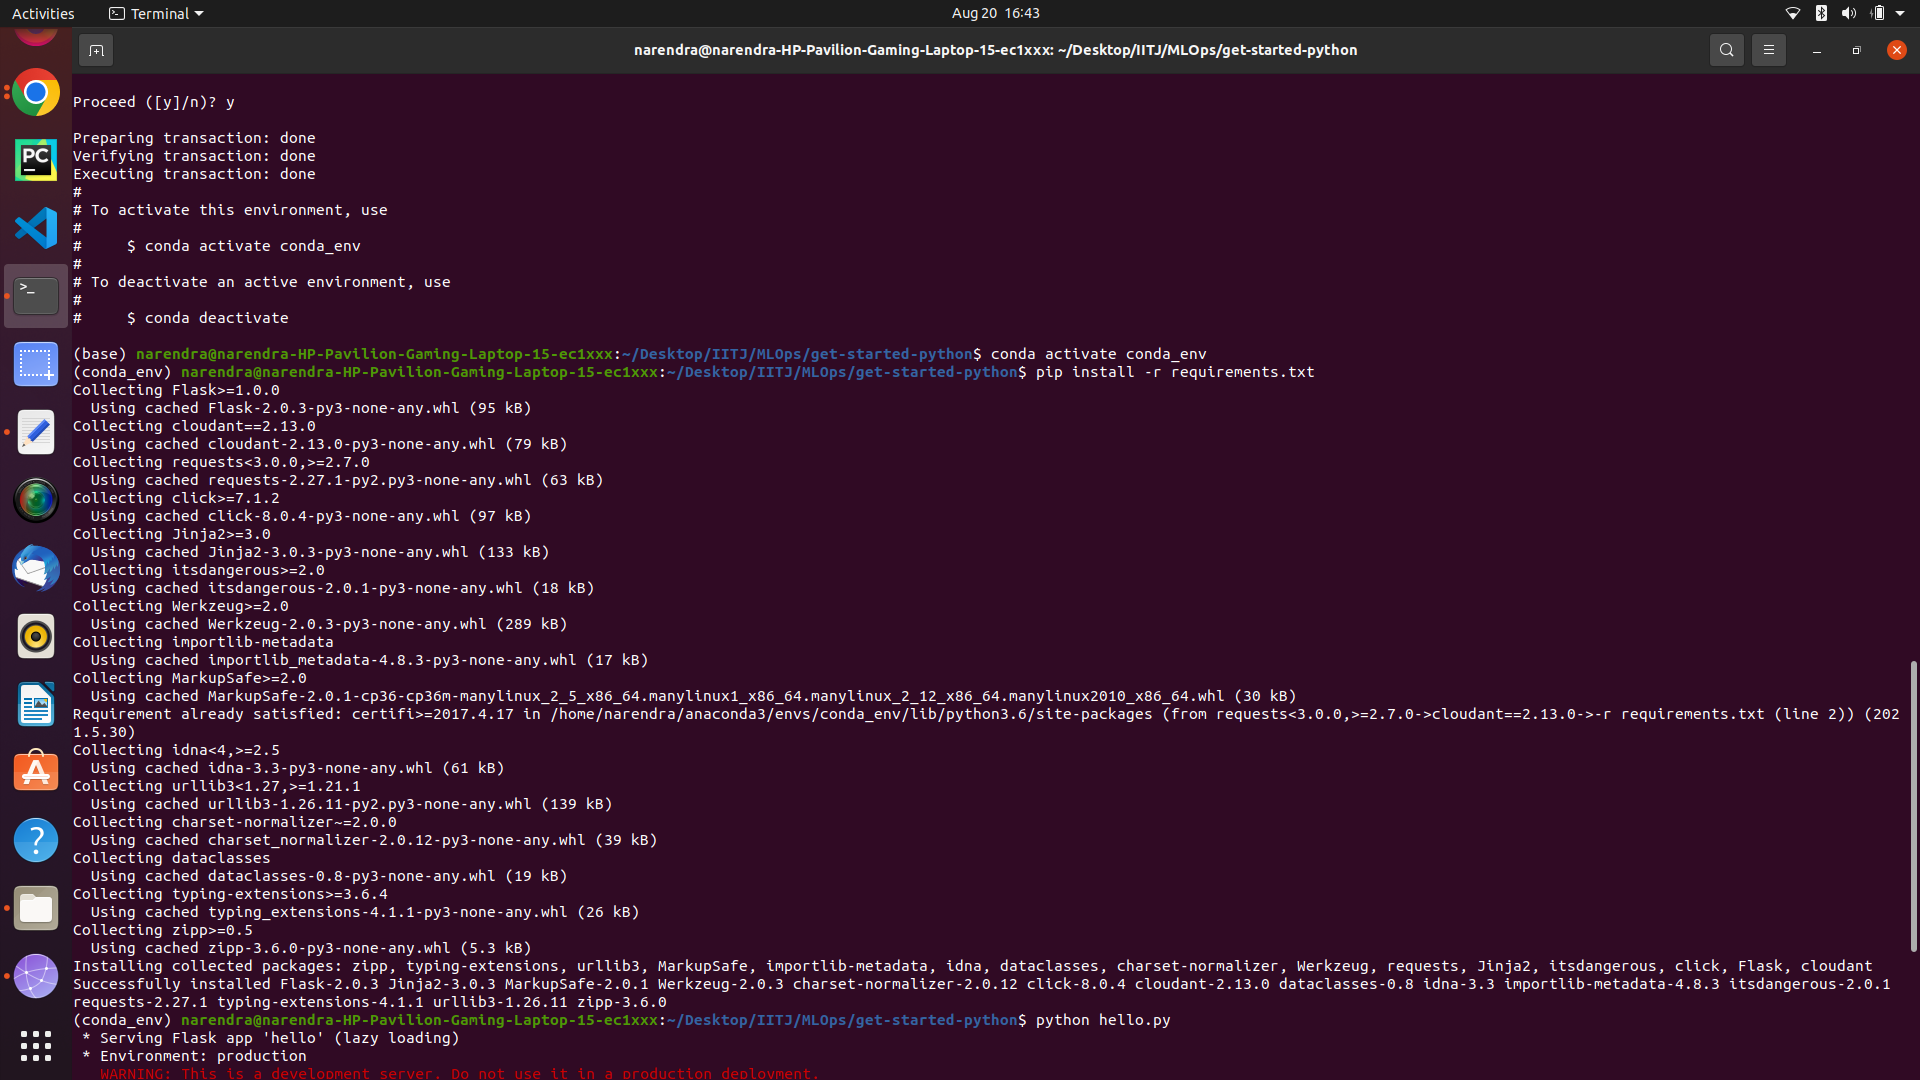 Activities
Terminal
Aug 20 16:43
narendra@narendra-HP-Pavilion-Gaming-Laptop-15-ec1xxx: ~/Desktop/IITJ/MLOps/get-started-python
Proceed ([y]/n)? y
Preparing transaction: done
Verifying transaction: done
Executing transaction: done
#
# To activate this environment, use
#
#     $ conda activate conda_env
#
# To deactivate an active environment, use
#
#     $ conda deactivate
(base) narendra@narendra-HP-Pavilion-Gaming-Laptop-15-ec1xxx:~/Desktop/IITJ/MLOps/get-started-python$ conda activate conda_env
(conda_env) narendra@narendra-HP-Pavilion-Gaming-Laptop-15-ec1xxx:~/Desktop/IITJ/MLOps/get-started-python$ pip install -r requirements.txt
Collecting Flask>=1.0.0
  Using cached Flask-2.0.3-py3-none-any.whl (95 kB)
Collecting cloudant==2.13.0
  Using cached cloudant-2.13.0-py3-none-any.whl (79 kB)
Collecting requests<3.0.0,>=2.7.0
  Using cached requests-2.27.1-py2.py3-none-any.whl (63 kB)
Collecting click>=7.1.2
  Using cached click-8.0.4-py3-none-any.whl (97 kB)
Collecting Jinja2>=3.0
  Using cached Jinja2-3.0.3-py3-none-any.whl (133 kB)
Collecting itsdangerous>=2.0
  Using cached itsdangerous-2.0.1-py3-none-any.whl (18 kB)
Collecting Werkzeug>=2.0
  Using cached Werkzeug-2.0.3-py3-none-any.whl (289 kB)
Collecting importlib-metadata
  Using cached importlib_metadata-4.8.3-py3-none-any.whl (17 kB)
Collecting MarkupSafe>=2.0
  Using cached MarkupSafe-2.0.1-cp36-cp36m-manylinux_2_5_x86_64.manylinux1_x86_64.manylinux_2_12_x86_64.manylinux2010_x86_64.whl (30 kB)
Requirement already satisfied: certifi>=2017.4.17 in /home/narendra/anaconda3/envs/conda_env/lib/python3.6/site-packages (from requests<3.0.0,>=2.7.0->cloudant==2.13.0->-r requirements.txt (line 2)) (202
1.5.30)
Collecting idna<4,>=2.5
  Using cached idna-3.3-py3-none-any.whl (61 kB)
Collecting urllib3<1.27,>=1.21.1
  Using cached urllib3-1.26.11-py2.py3-none-any.whl (139 kB)
Collecting charset-normalizer~=2.0.0
  Using cached charset_normalizer-2.0.12-py3-none-any.whl (39 kB)
Collecting dataclasses
  Using cached dataclasses-0.8-py3-none-any.whl (19 kB)
Collecting typing-extensions>=3.6.4
  Using cached typing_extensions-4.1.1-py3-none-any.whl (26 kB)
Collecting zipp>=0.5
  Using cached zipp-3.6.0-py3-none-any.whl (5.3 kB)
Installing collected packages: zipp, typing-extensions, urllib3, MarkupSafe, importlib-metadata, idna, dataclasses, charset-normalizer, Werkzeug, requests, Jinja2, itsdangerous, click, Flask, cloudant
Successfully installed Flask-2.0.3 Jinja2-3.0.3 MarkupSafe-2.0.1 Werkzeug-2.0.3 charset-normalizer-2.0.12 click-8.0.4 cloudant-2.13.0 dataclasses-0.8 idna-3.3 importlib-metadata-4.8.3 itsdangerous-2.0.1
requests-2.27.1 typing-extensions-4.1.1 urllib3-1.26.11 zipp-3.6.0
(conda_env) narendra@narendra-HP-Pavilion-Gaming-Laptop-15-ec1xxx:~/Desktop/IITJ/MLOps/get-started-python$ python hello.py
 * Serving Flask app 'hello' (lazy loading)
 * Environment: production
   WARNING: This is a development server. Do not use it in a production deployment.
PC